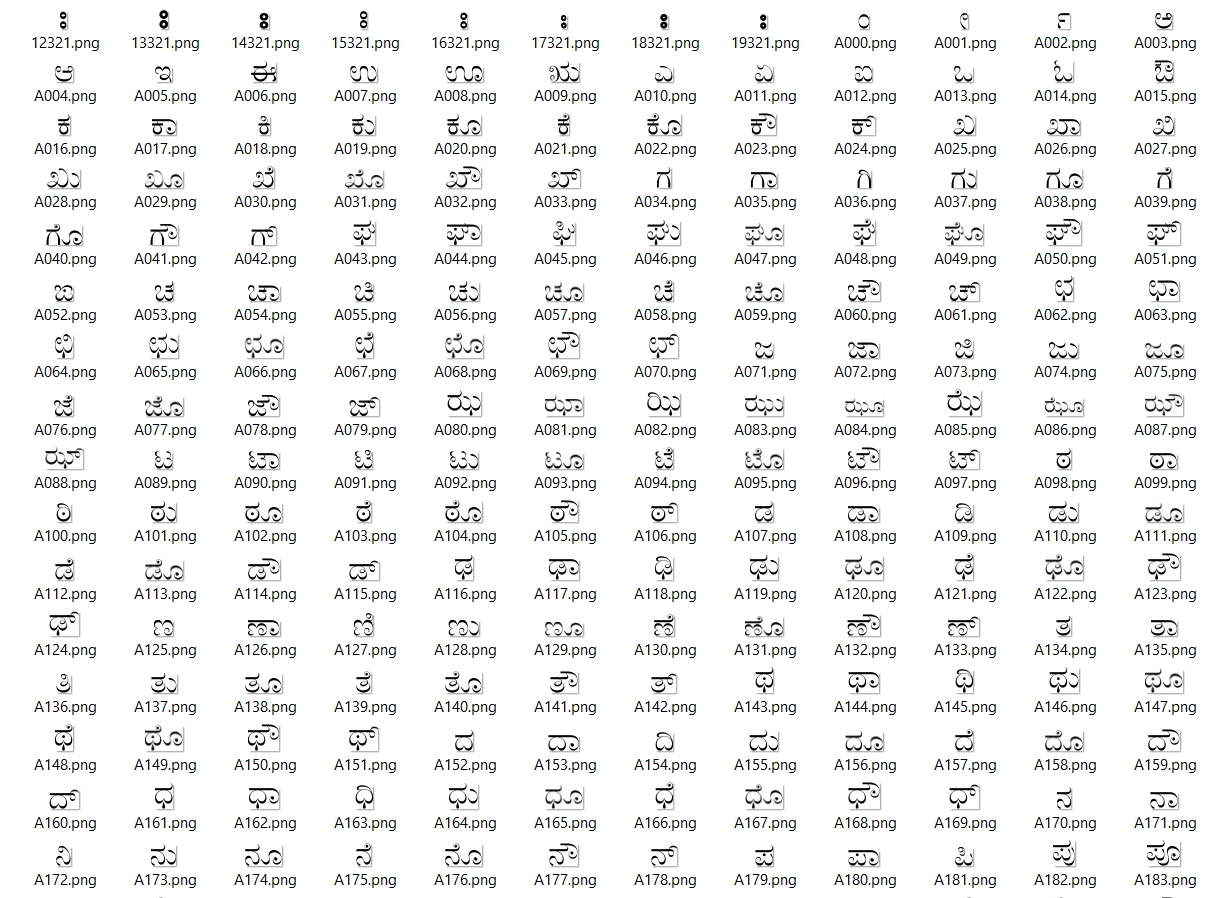 ಃ ಃ ಃ ಃ ಃ ಃ ಃ ಃ ೦ ೧ ೯ ಅ
12321.png 13321.png 14321.png 15321.png 16321.png 17321.png 18321.png 19321.png A000.png A001.png A002.png A003.png
ಆ ಇ ಈ ಉ ಊ ಋ ಎ ಏ ಐ ಒ ಓ ಔ
A004.png A005.png A006.png A007.png A008.png A009.png A010.png A011.png A012.png A013.png A014.png A015.png
ಕ ಕಾ ಕಿ ಕು ಕೂ ಕೆ ಕೊ ಕೌ ಕ್ ಖ ಖಾ ಖಿ
A016.png A017.png A018.png A019.png A020.png A021.png A022.png A023.png A024.png A025.png A026.png A027.png
ಖು ಖೂ ಖೆ ಖೊ ಖೌ ಖ್ ಗ ಗಾ ಗಿ ಗು ಗೂ ಗೆ
A028.png A029.png A030.png A031.png A032.png A033.png A034.png A035.png A036.png A037.png A038.png A039.png
ಗೊ ಗೌ ಗ್ ಘ ಘಾ ಘಿ ಘು ಘೂ ಘೆ ಘೊ ಘೌ ಘ್
A040.png A041.png A042.png A043.png A044.png A045.png A046.png A047.png A048.png A049.png A050.png A051.png
ಙ ಚ ಚಾ ಚಿ ಚು ಚೂ ಚೆ ಚೊ ಚೌ ಚ್ ಛ ಛಾ
A052.png A053.png A054.png A055.png A056.png A057.png A058.png A059.png A060.png A061.png A062.png A063.png
ಛಿ ಛು ಛೂ ಛೆ ಛೊ ಛೌ ಛ್ ಜ ಜಾ ಜಿ ಜು ಜೂ
A064.png A065.png A066.png A067.png A068.png A069.png A070.png A071.png A072.png A073.png A074.png A075.png
ಜೆ ಜೊ ಜೌ ಜ್ ಝ ಝಾ ಝಿ ಝು ಝೂ ಝೆ ಝೊ ಝೌ
A076.png A077.png A078.png A079.png A080.png A081.png A082.png A083.png A084.png A085.png A086.png A087.png
ಝ್ ಟ ಟಾ ಟಿ ಟು ಟೂ ಟೆ ಟೊ ಟೌ ಟ್ ಠ ಠಾ
A088.png A089.png A090.png A091.png A092.png A093.png A094.png A095.png A096.png A097.png A098.png A099.png
ಠಿ ಠು ಠೂ ಠೆ ಠೊ ಠೌ ಠ್ ಡ ಡಾ ಡಿ ಡು ಡೂ
A100.png A101.png A102.png A103.png A104.png A105.png A106.png A107.png A108.png A109.png A110.png A111.png
ಡೆ ಡೊ ಡೌ ಡ್ ಢ ಢಾ ಢಿ ಢು ಢೂ ಢೆ ಢೊ ಢೌ
A112.png A113.png A114.png A115.png A116.png A117.png A118.png A119.png A120.png A121.png A122.png A123.png
ಢ್ ಣ ಣಾ ಣಿ ಣು ಣೂ ಣೆ ಣೊ ಣೌ ಣ್ ತ ತಾ
A124.png A125.png A126.png A127.png A128.png A129.png A130.png A131.png A132.png A133.png A134.png A135.png
ತಿ ತು ತೂ ತೆ ತೊ ತೌ ತ್ ಥ ಥಾ ಥಿ ಥು ಥೂ
A136.png A137.png A138.png A139.png A140.png A141.png A142.png A143.png A144.png A145.png A146.png A147.png
ಥೆ ಥೊ ಥೌ ಥ್ ದ ದಾ ದಿ ದು ದೂ ದೆ ದೊ ದೌ
A148.png A149.png A150.png A151.png A152.png A153.png A154.png A155.png A156.png A157.png A158.png A159.png
ದ್ ಧ ಧಾ ಧಿ ಧು ಧೂ ಧೆ ಧೊ ಧೌ ಧ್ ನ ನಾ
A160.png A161.png A162.png A163.png A164.png A165.png A166.png A167.png A168.png A169.png A170.png A171.png
ನಿ ನು ನೂ ನೆ ನೊ ನೌ ನ್ ಪ ಪಾ ಪಿ ಪು ಪೂ
A172.png A173.png A174.png A175.png A176.png A177.png A178.png A179.png A180.png A181.png A182.png A183.png